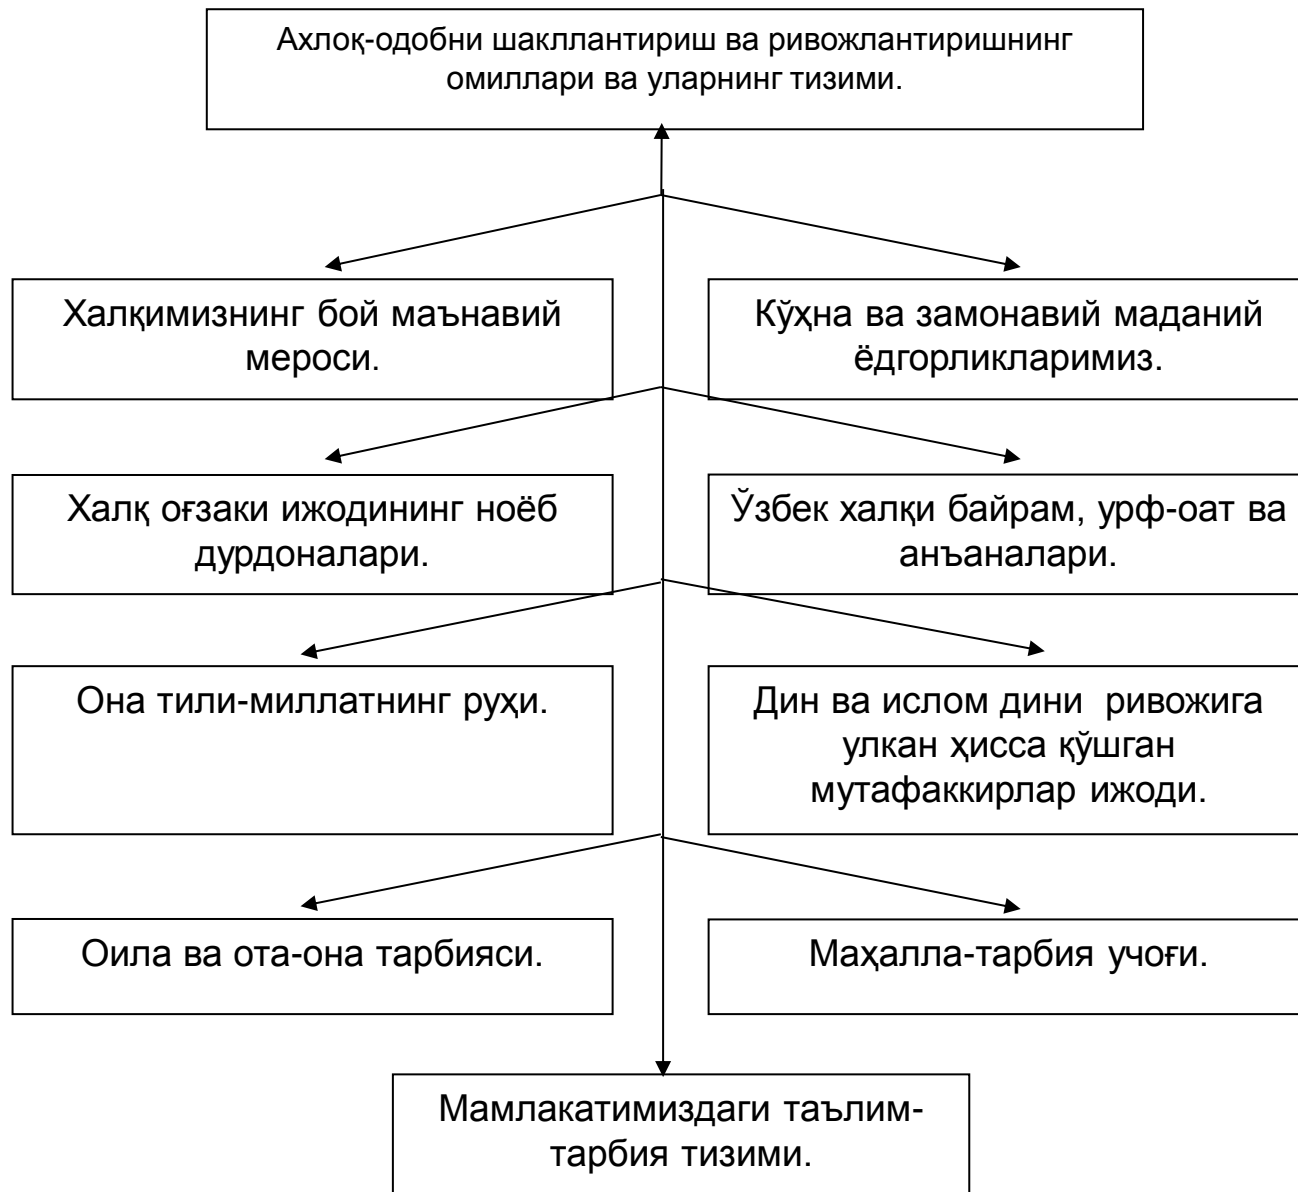 Ахлоқ-одобни шакллантириш ва ривожлантиришнинг
омиллари ва уларнинг тизими.
Халқимизнинг бой маънавий
мероси.
Кўҳна ва замонавий маданий
ёдгорликларимиз.
Халқ оғзаки ижодининг ноёб
дурдоналари.
Ўзбек халқи байрам, урф-оат ва
анъаналари.
Она тили-миллатнинг руҳи.
Дин ва ислом дини ривожига
улкан ҳисса қўшган
мутафаккирлар ижоди.
Оила ва ота-она тарбияси.
Маҳалла-тарбия учоғи.
Мамлакатимиздаги таълим-
тарбия тизими.